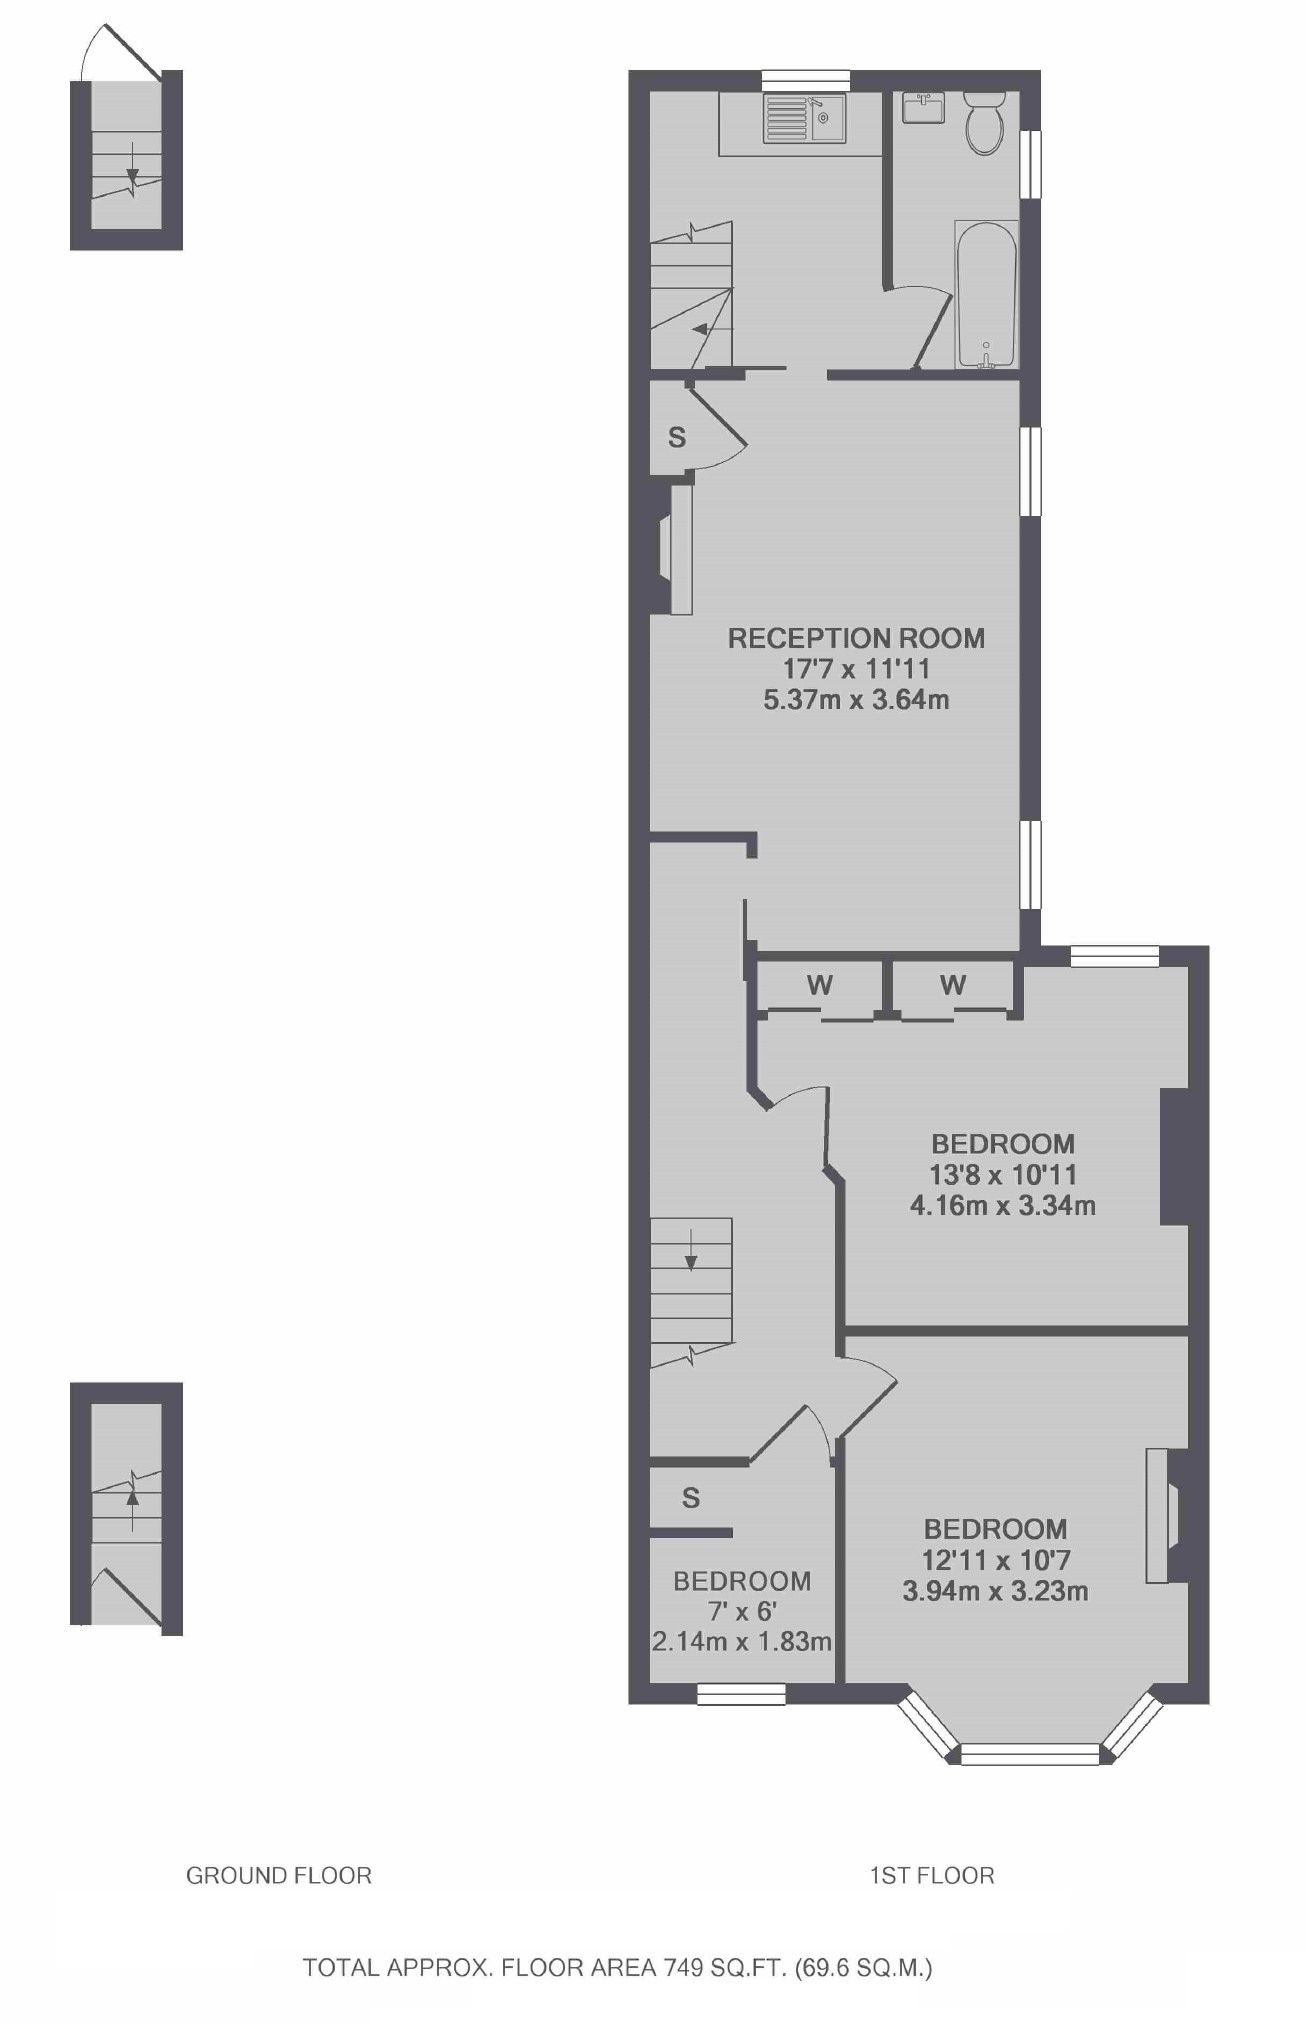 S
RECEPTION ROOM
17'7 x 11'11
5.37m x 3.64m
W W
BEDROOM
13'8 x 10'11
4.16m x 3.34m
S
BEDROOM
12'11 x 10'7
3.94m x 3.23m
BEDROOM
7' x 6'
2.14m x 1.83m
GROUND FLOOR
1ST FLOOR
TOTAL APPROX. FLOOR AREA 749 SQ.FT. (69.6 SQ.M.)